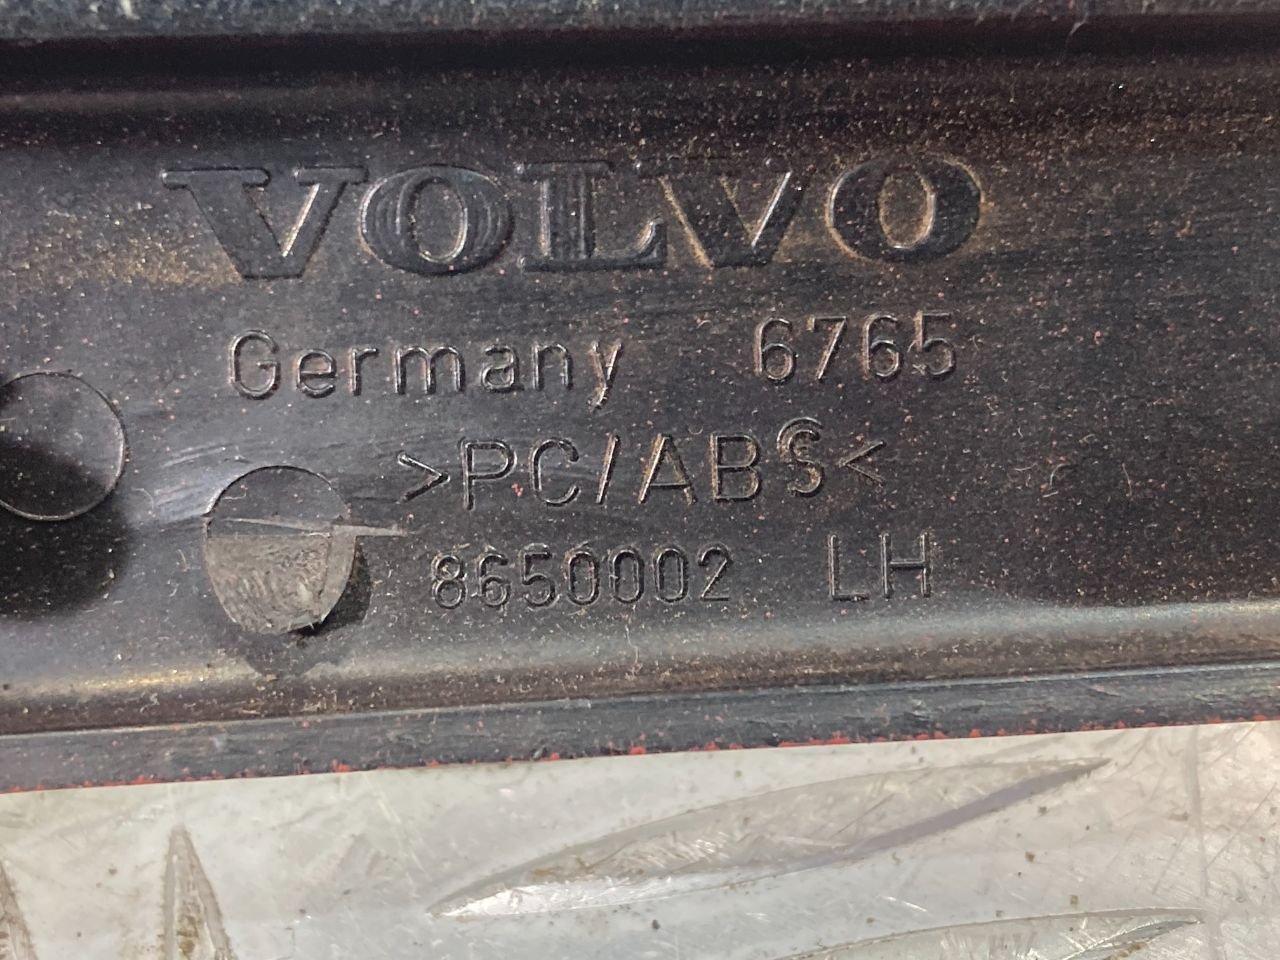 VOLVO
Germany 6765
>PC/ABS<
8650002 LH